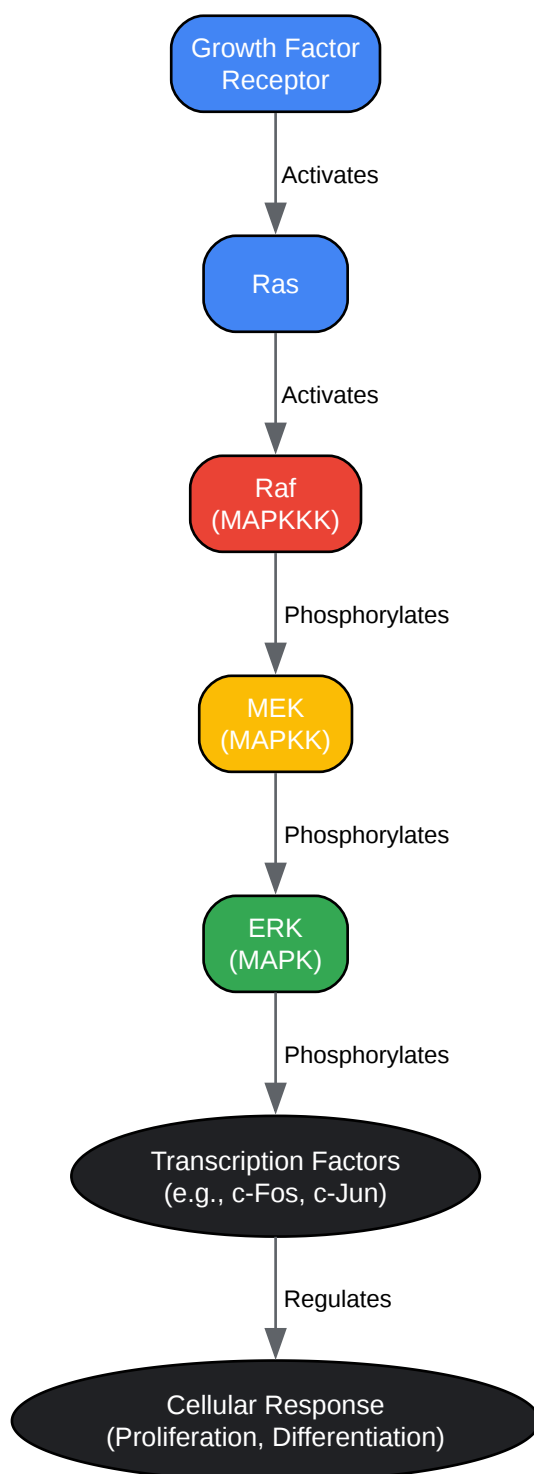 Growth Factor
Receptor
Activates
Ras
Activates
Raf
(MAPKKK)
Phosphorylates
MEK
(MAPKK)
Phosphorylates
ERK
(MAPK)
Phosphorylates
Transcription Factors
(e.g., c-Fos, c-Jun)
Regulates
Cellular Response
(Proliferation, Differentiation)